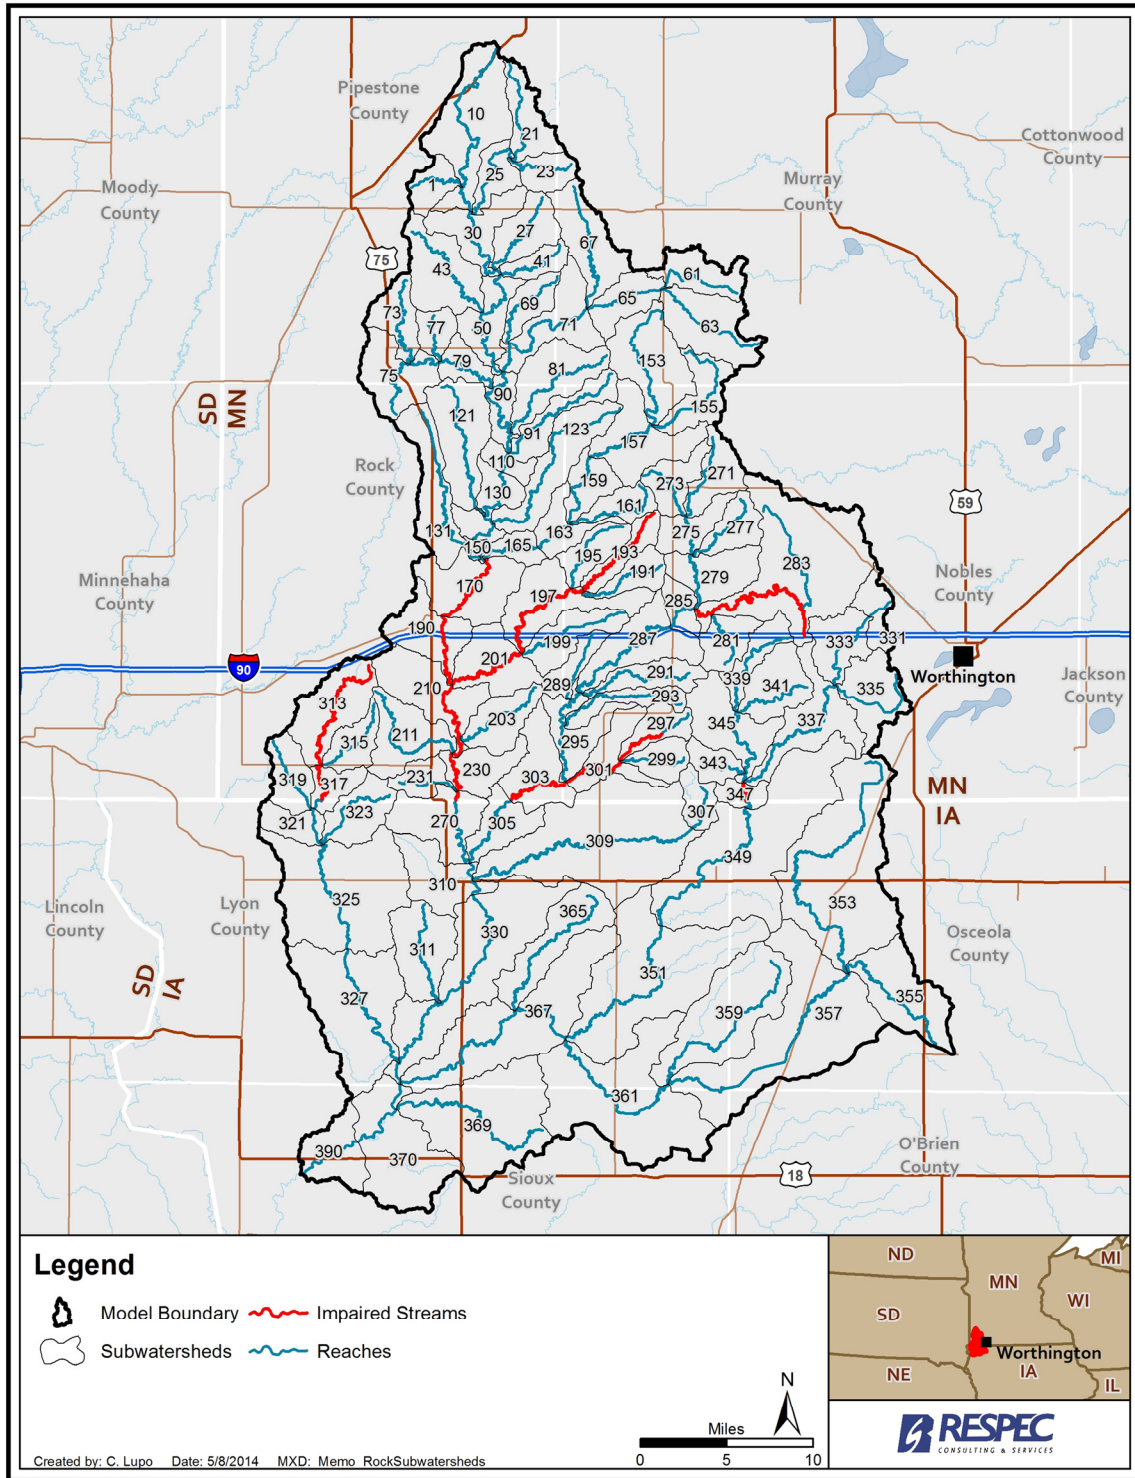 Pipestone
County
Cottonwood
County
Moody
County
Murray
County
10
21
25
23
1
30
27
67
41
43
75
61
69
65
73
77
50
71
63
79
81
153
75
90
SD
MN
121
91
123
155
157
110
Rock
County
130
159
273
271
161
59
131
163
275
277
150
165
195
193
283
170
191
279
Minnehaha
County
Nobles
County
197
285
190
199
287
281
333
331
201
90
Worthington
210
289
291
339
341
335
Jackson
County
313
293
203
345
337
297
315
211
295
299
343
319
317
231
230
303
301
347
MN
IA
323
321
270
305
307
309
349
310
325
365
353
Lincoln
County
Lyon
County
330
Osceola
County
311
351
SD
IA
327
355
367
359
357
361
369
390
370
O'Brien
County
18
Sioux
County
Legend
Model Boundary
Impaired Streams
Subwatersheds
Reaches
ND
MN
MI
SD
WI
Worthington
NE
IA
IL
N
Miles
0
5
10
RESPEC
CONSULTING & SERVICES
Created by: C. Lupo Date: 5/8/2014 MXD: Memo_RockSubwatersheds